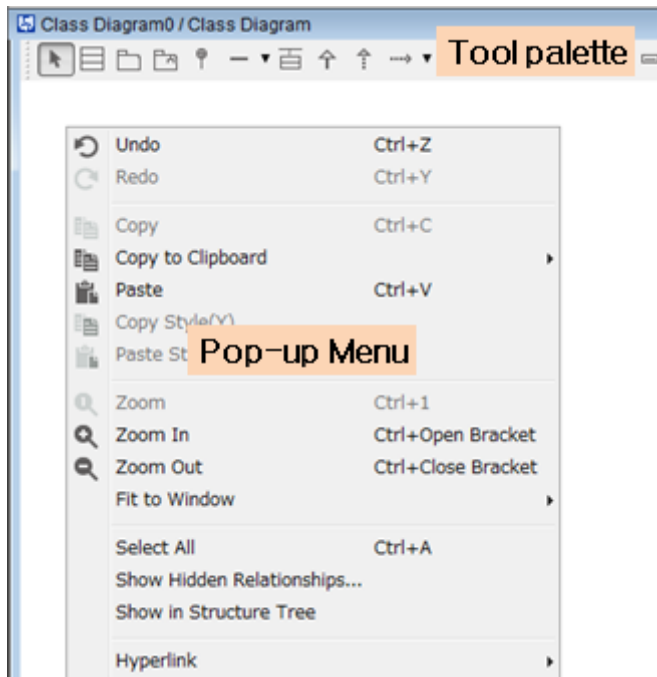 Class Diagram0 / Class Diagram
Tool palette
Undo Ctrl+Z
Redo Ctrl+Y
Copy Ctrl+C
Copy to Clipboard
Paste Ctrl+V
Copy Style(Y)
Paste St
Pop-up Menu
Zoom Ctrl+1
Zoom In Ctrl+Open Bracket
Zoom Out Ctrl+Close Bracket
Fit to Window
Select All Ctrl+A
Show Hidden Relationships...
Show in Structure Tree
Hyperlink